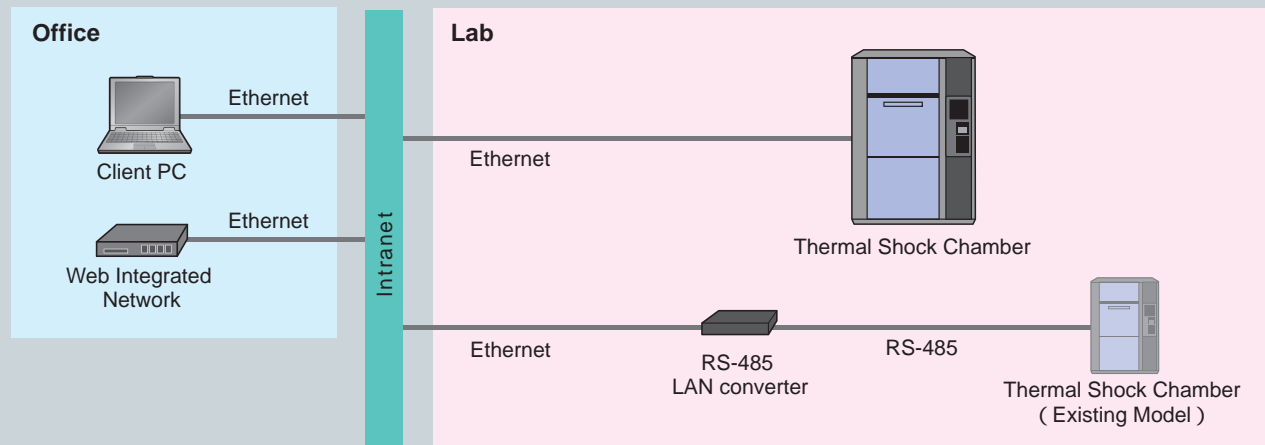 Office
Ethernet
Client PC
Ethernet
Web Integrated
Network
Intranet
Lab
Ethernet
Thermal Shock Chamber
Ethernet
RS-485
LAN converter
RS-485
Thermal Shock Chamber
( Existing Model )